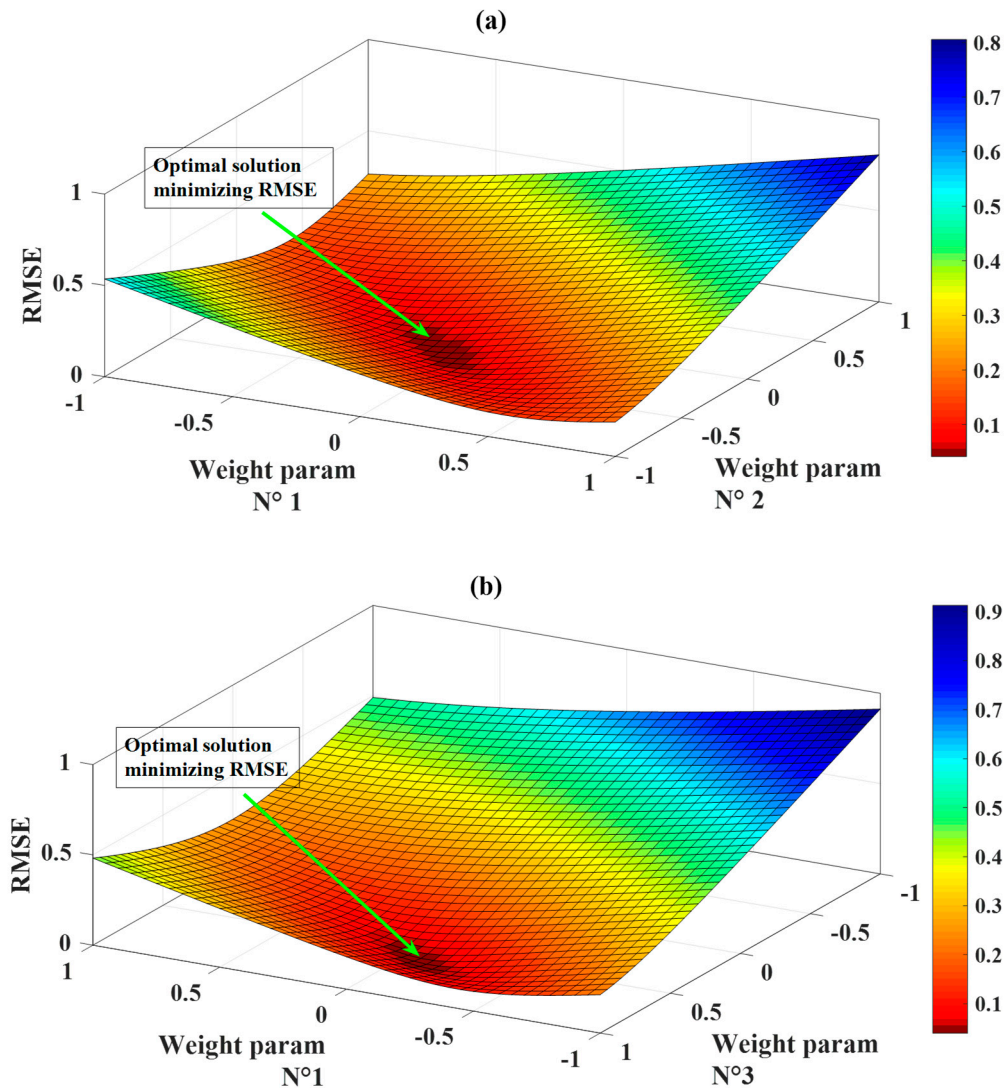 (a)
0.8
0.7
0.6
0.5
0.4
0.3
0.2
0.1
Optimal solution
minimizing RMSE
1
0.5
0
RMSE
-1
-0.5
0
0.5
1
Weight param
N° 1
-1
-0.5
0
0.5
1
Weight param
N° 2
(b)
0.9
0.8
0.7
0.6
0.5
0.4
0.3
0.2
0.1
Optimal solution
minimizing RMSE
1
0.5
0
RMSE
1
0.5
0
-0.5
-1
Weight param
N°1
1
0.5
0
-0.5
-1
Weight param
N°3